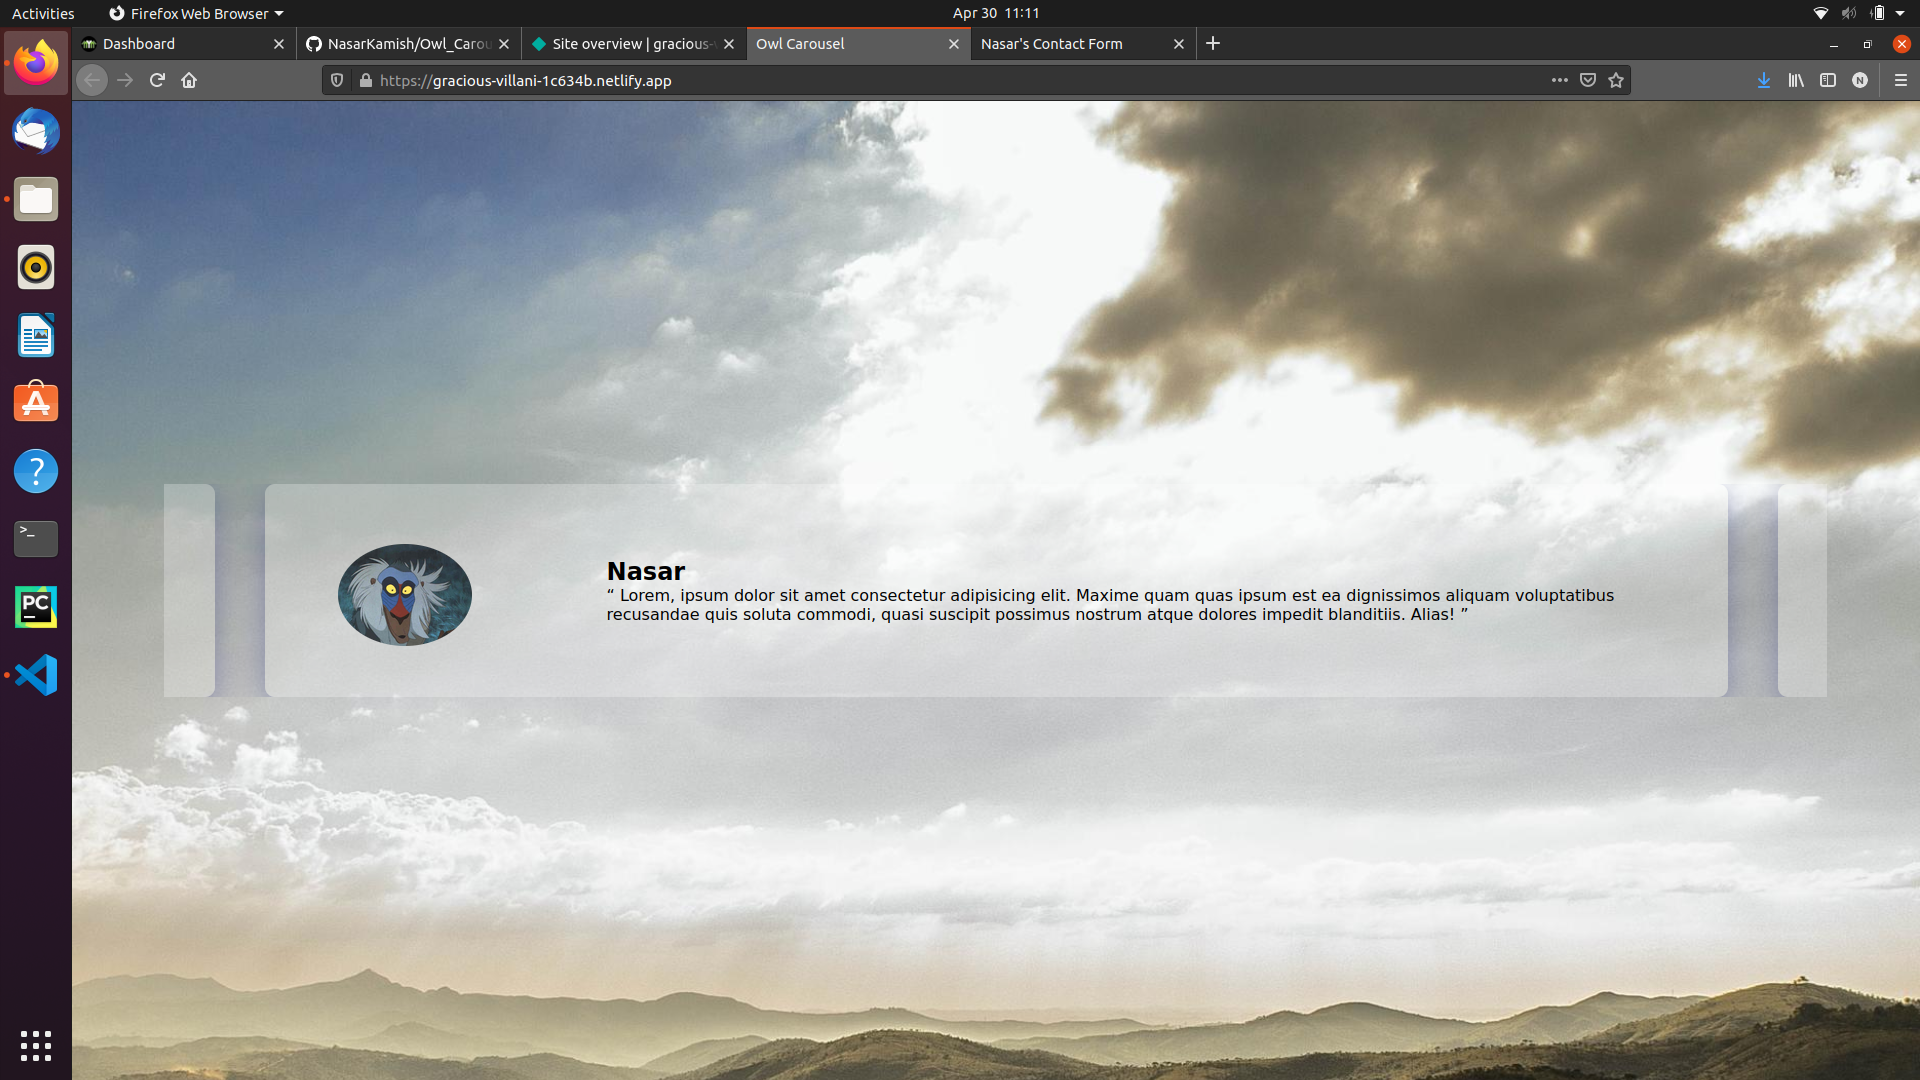 Activities
Firefox Web Browser
Apr 30 11:11
Dashboard
NasarKamish/Owl_Carou
Site overview | gracious-v
Owl Carousel
Nasar's Contact Form
https://gracious-villani-1c634b.netlify.app
N
Nasar
“ Lorem, ipsum dolor sit amet consectetur adipisicing elit. Maxime quam quas ipsum est ea dignissimos aliquam voluptatibus
recusandae quis soluta commodi, quasi suscipit possimus nostrum atque dolores impedit blanditiis. Alias! ”
?
>_
PC